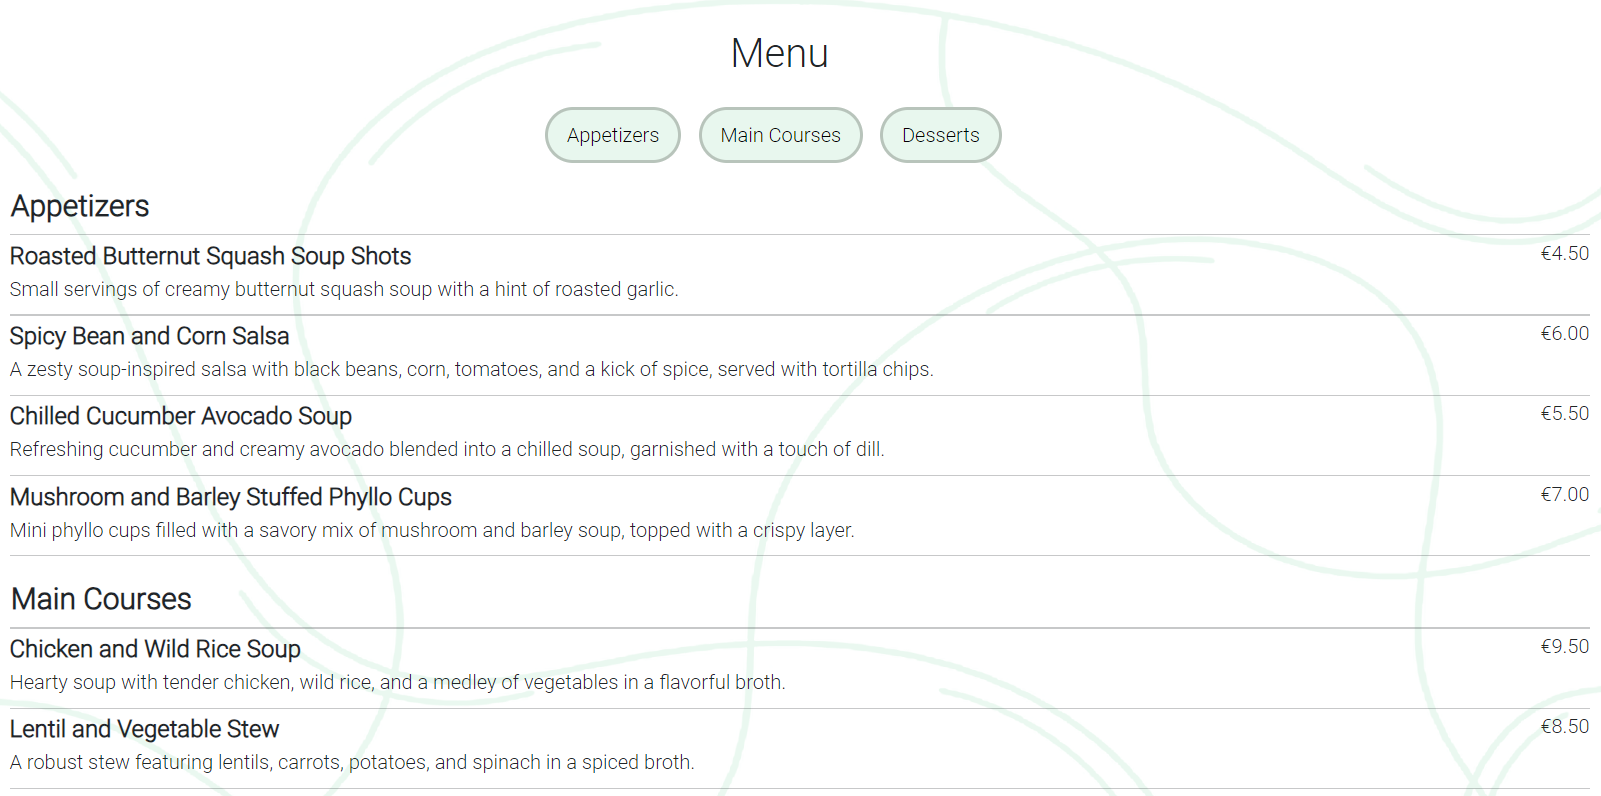 Menu
Appetizers Main Courses Desserts
Appetizers
Roasted Butternut Squash Soup Shots €4.50
Small servings of creamy butternut squash soup with a hint of roasted garlic.
Spicy Bean and Corn Salsa €6.00
A zesty soup-inspired salsa with black beans, corn, tomatoes, and a kick of spice, served with tortilla chips.
Chilled Cucumber Avocado Soup €5.50
Refreshing cucumber and creamy avocado blended into a chilled soup, garnished with a touch of dill.
Mushroom and Barley Stuffed Phyllo Cups €7.00
Mini phyllo cups filled with a savory mix of mushroom and barley soup, topped with a crispy layer.
Main Courses
Chicken and Wild Rice Soup €9.50
Hearty soup with tender chicken, wild rice, and a medley of vegetables in a flavorful broth.
Lentil and Vegetable Stew €8.50
A robust stew featuring lentils, carrots, potatoes, and spinach in a spiced broth.